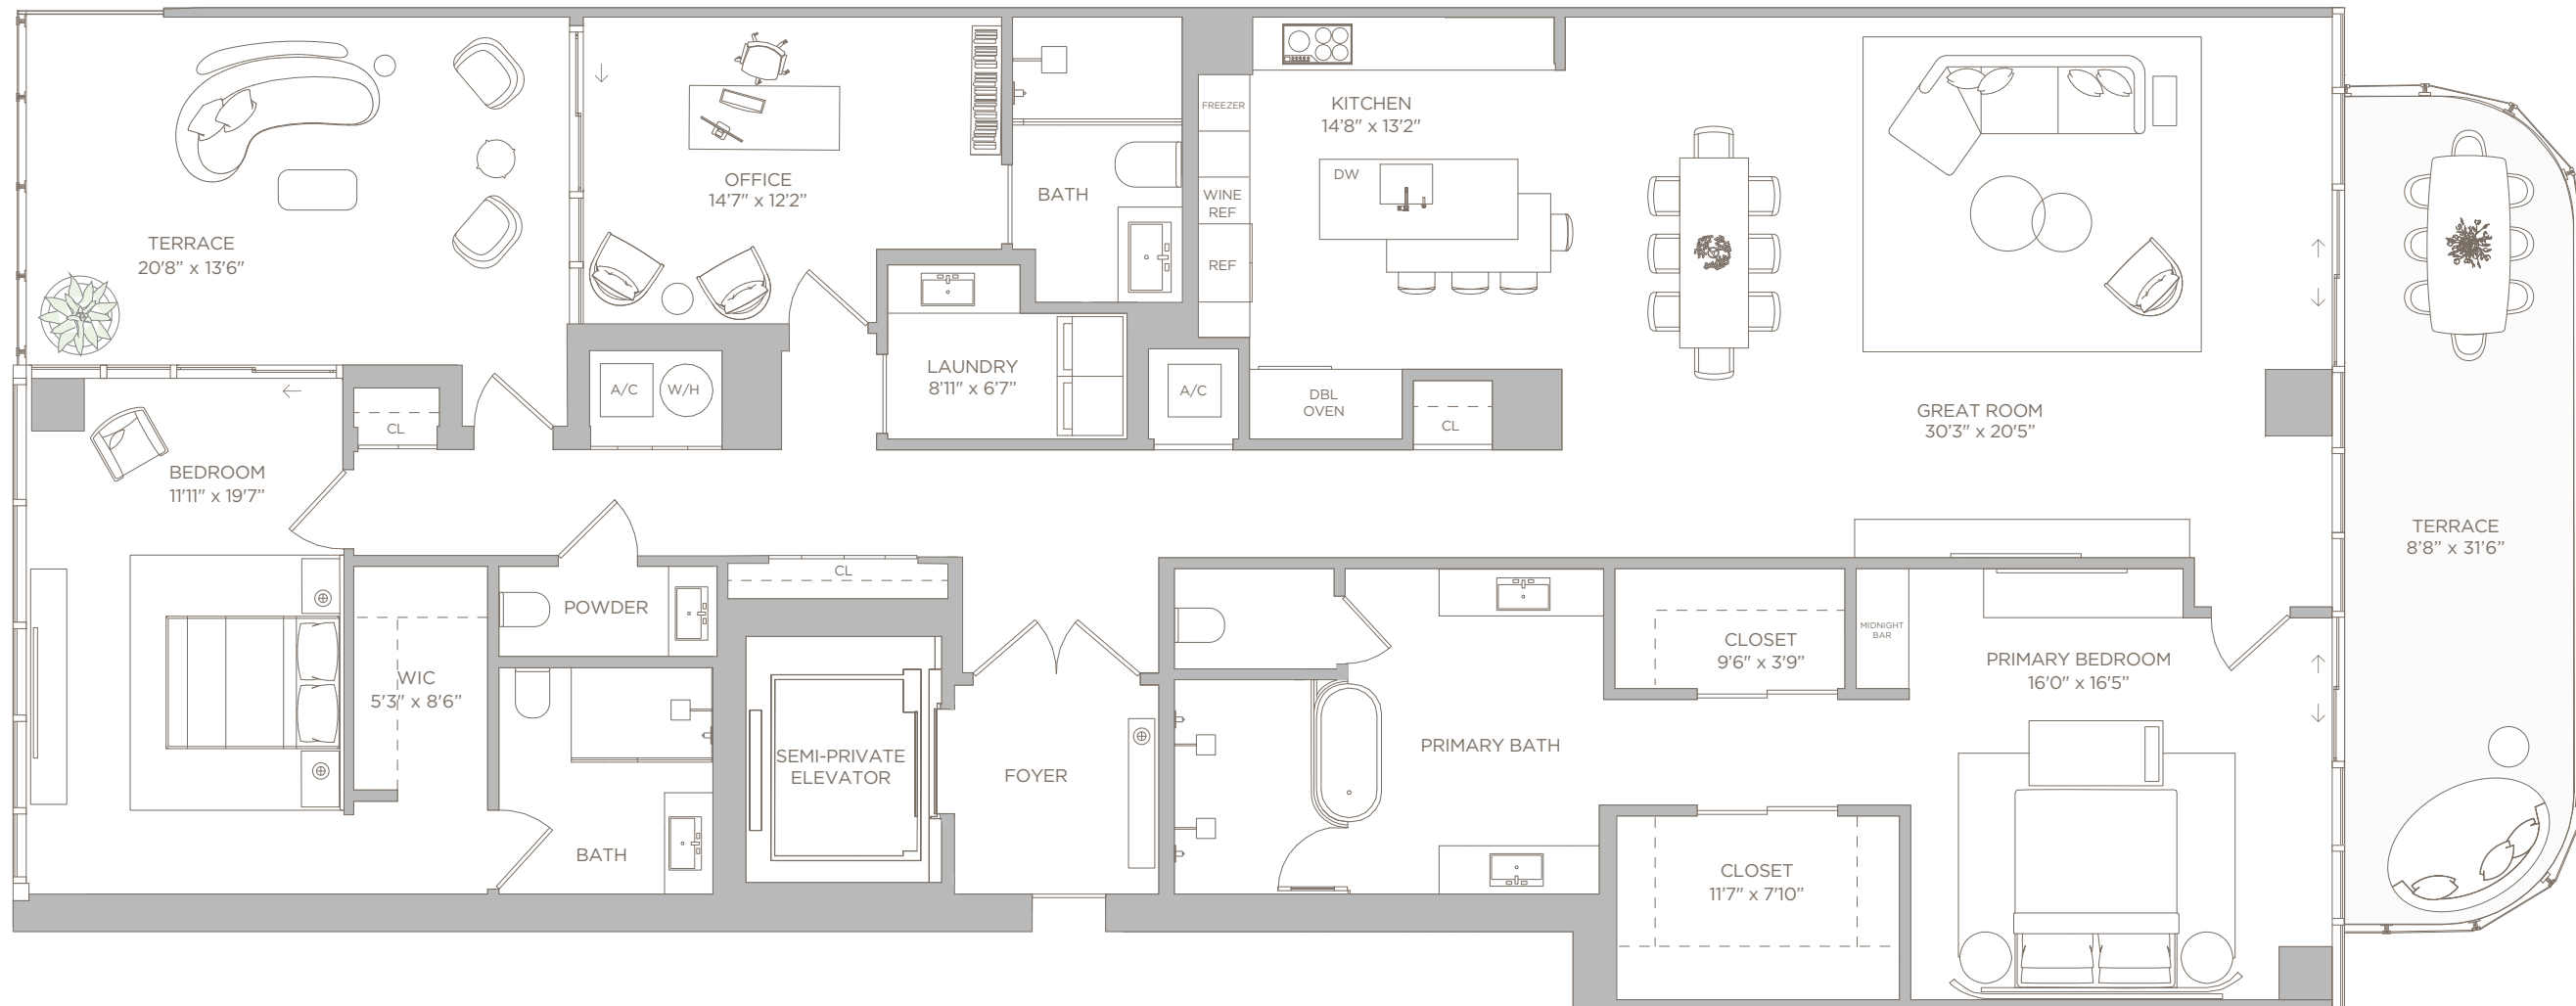 TERRACE
20'8" x 13'6"
OFFICE
14'7" x 12'2"
BATH
FREEZER
WINE
REF
REF
KITCHEN
14'8" x 13'2"
DW
A/C
W/H
LAUNDRY
8'11" x 6'7"
A/C
DBL
OVEN
CL
GREAT ROOM
30'3" x 20'5"
TERRACE
8'8" x 31'6"
CL
BEDROOM
11'11" x 19'7"
WIC
5'3" x 8'6"
POWDER
CL
BATH
SEMI-PRIVATE
ELEVATOR
FOYER
PRIMARY BATH
CLOSET
9'6" x 3'9"
MIDNIGHT
BAR
PRIMARY BEDROOM
16'0" x 16'5"
CLOSET
11'7" x 7'10"